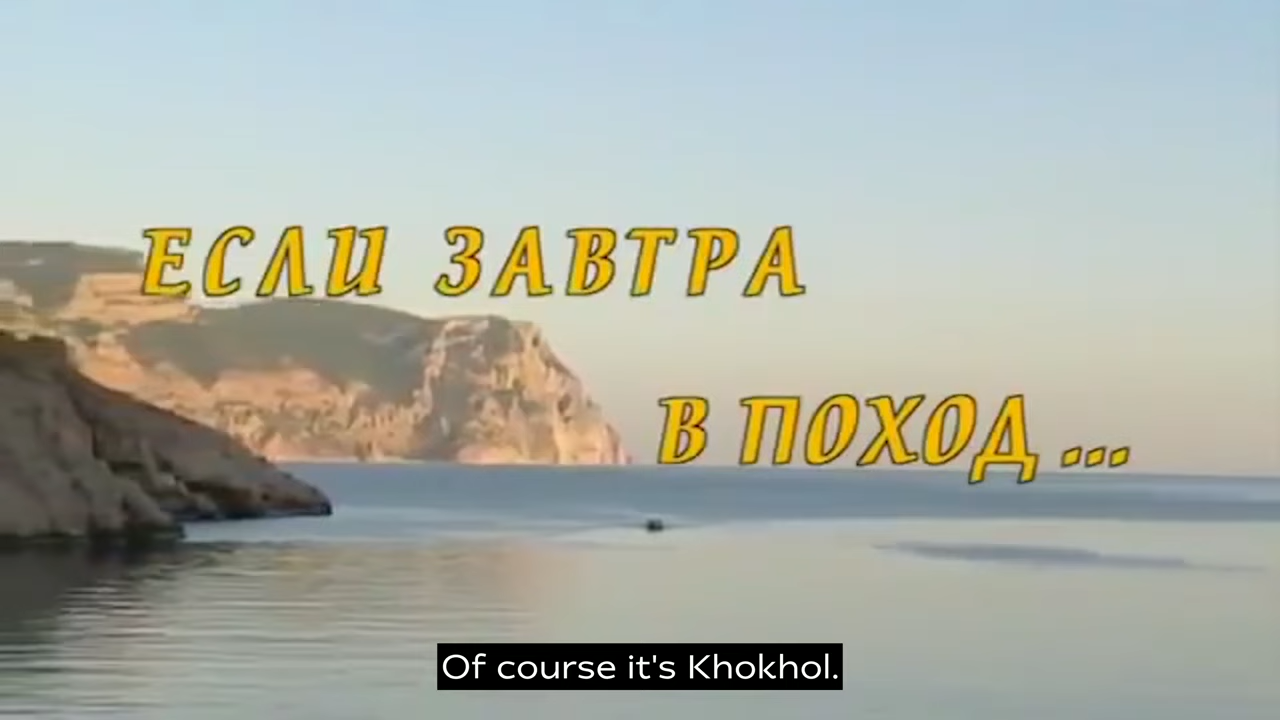 ЕСЛИ ЗАВТРА
В ПОХОД ...
Of course it's Khokhol.